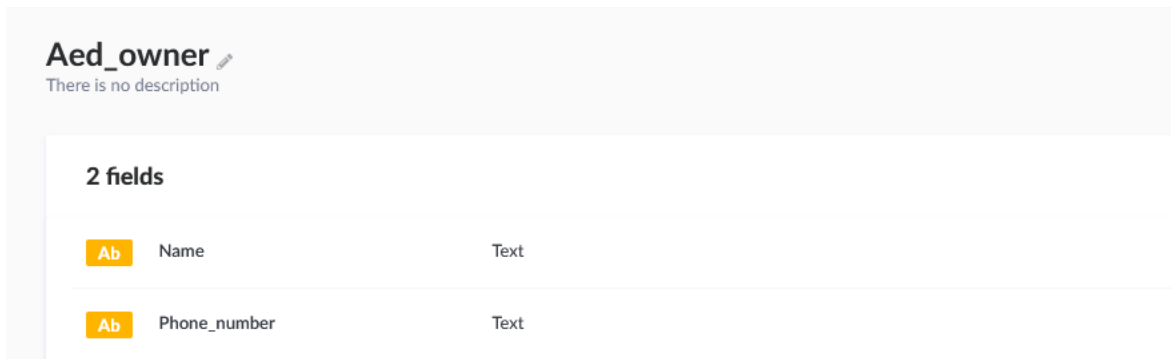 Aed_owner
There is no description
2 fields
Ab Name Text
Ab Phone_number Text